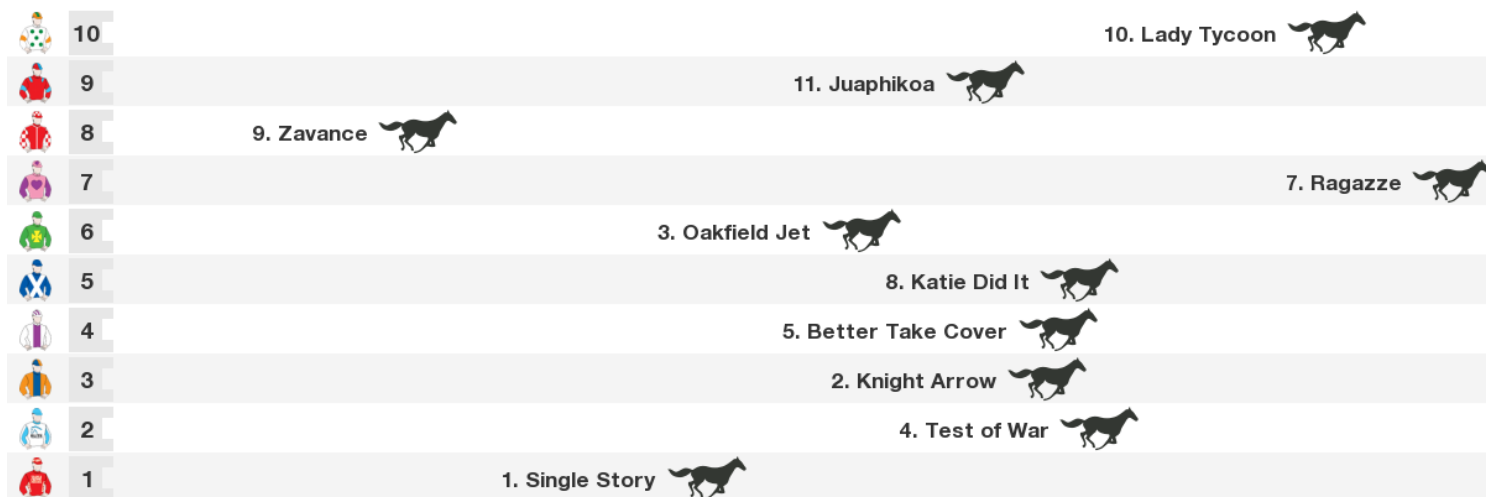 10 10. Lady Tycoon
9 11. Juaphikoa
8 9. Zavance
7 7. Ragazze
6 3. Oakfield Jet
5 8. Katie Did It
4 5. Better Take Cover
3 2. Knight Arrow
2 4. Test of War
1 1. Single Story